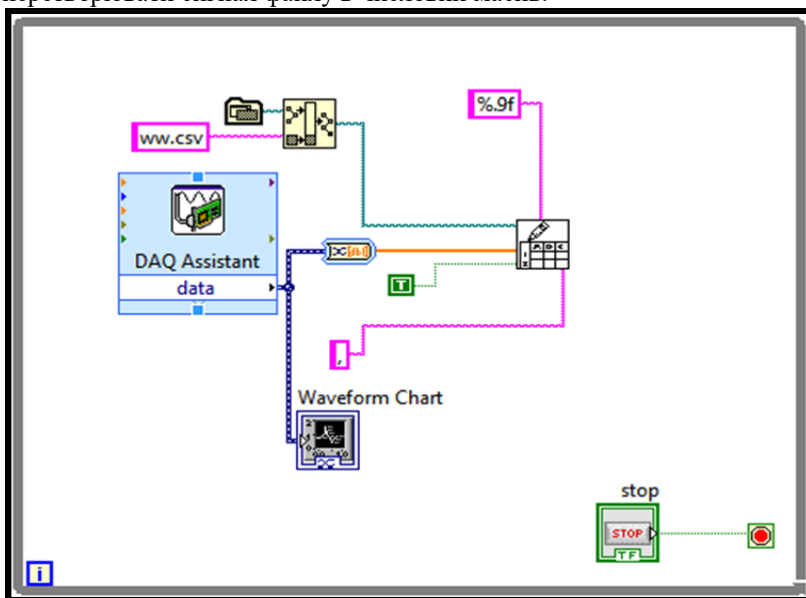 %.9f
ww.csv
DAQ Assistant
data
T
,
Waveform Chart
stop
STOP
TF
i